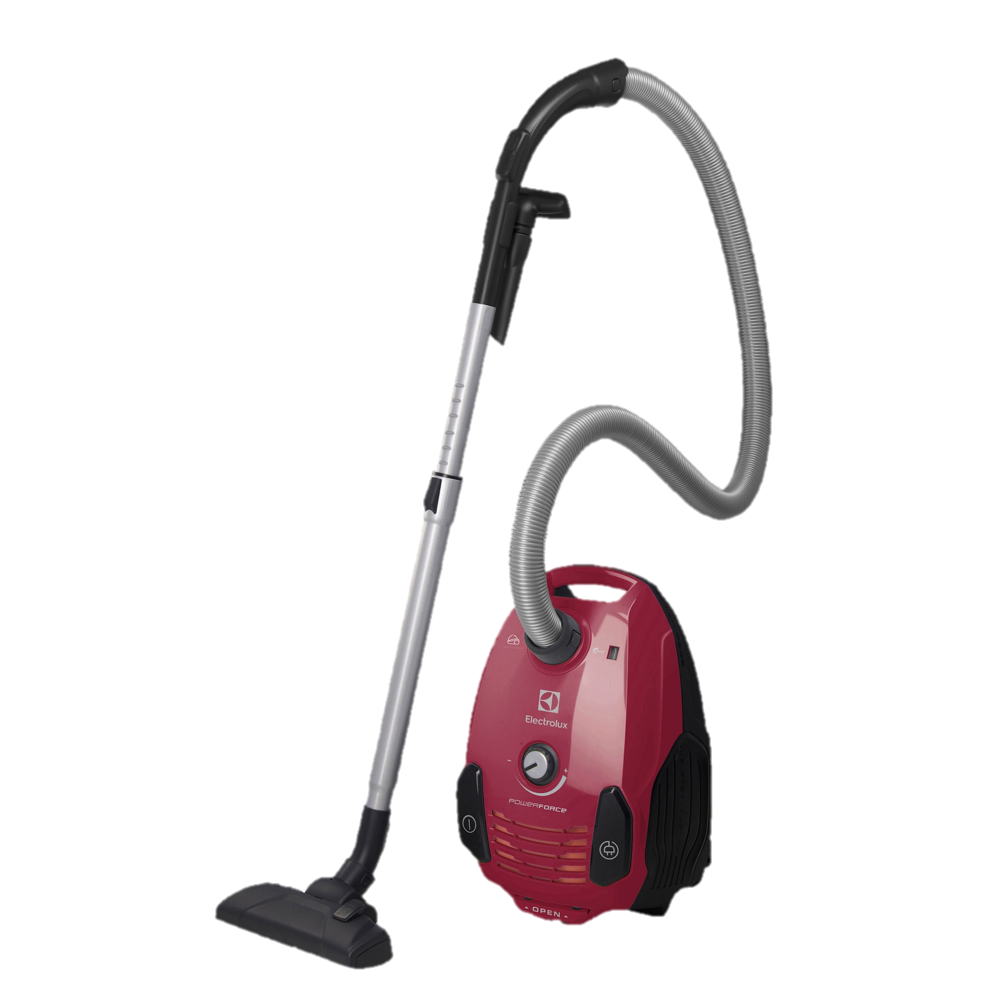 Electrolux
- +
POWERFORCE
OPEN